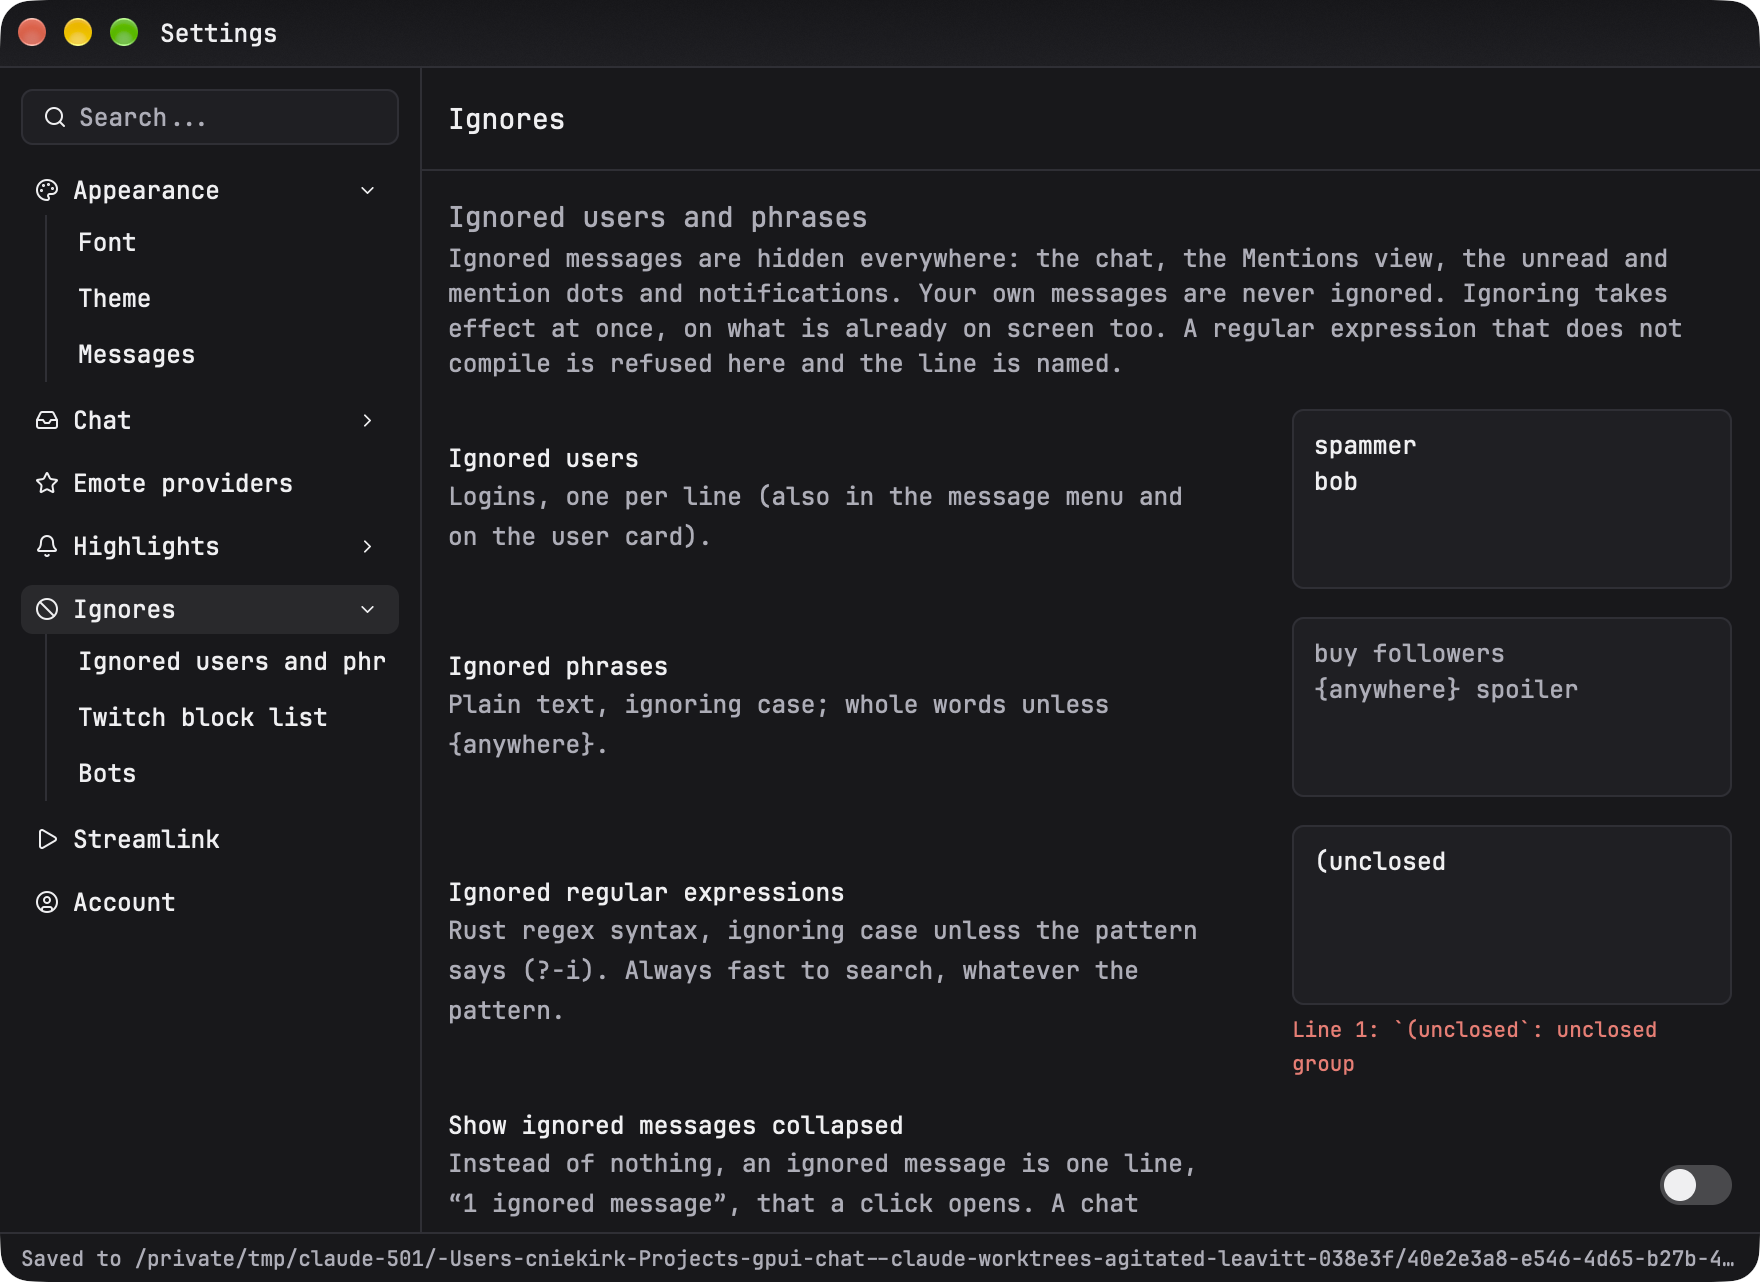 Settings
Search...
Appearance
Font
Theme
Messages
Chat
Emote providers
Highlights
Ignores
Ignored users and phr
Twitch block list
Bots
Streamlink
Account
Ignores
Ignored users and phrases
Ignored messages are hidden everywhere: the chat, the Mentions view, the unread and
mention dots and notifications. Your own messages are never ignored. Ignoring takes
effect at once, on what is already on screen too. A regular expression that does not
compile is refused here and the line is named.
Ignored users
Logins, one per line (also in the message menu and
on the user card).
spammer
bob
Ignored phrases
Plain text, ignoring case; whole words unless
{anywhere}.
buy followers
{anywhere} spoiler
Ignored regular expressions
Rust regex syntax, ignoring case unless the pattern
says (?-i). Always fast to search, whatever the
pattern.
(unclosed
Line 1: `(unclosed`: unclosed
group
Show ignored messages collapsed
Instead of nothing, an ignored message is one line,
“1 ignored message”, that a click opens. A chat
Saved to /private/tmp/claude-501/-Users-cniekirk-Projects-gpui-chat--claude-worktrees-agitated-leavitt-038e3f/40e2e3a8-e546-4d65-b27b-4…